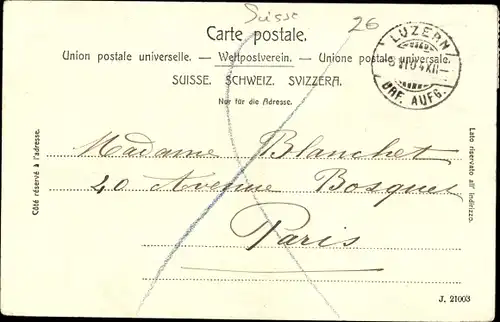 Suisse
26
Carte postale.
Union postale universelle. — Weltpostverein. — Unione postale universale.
SUISSE. SCHWEIZ. SVIZZERA.
Nur für die Adresse.
LUZERN
BRF. AUFG.
Côté réservé à l'adresse.
Lato riservato all' indirizzo.
Madame Blanchet
40 Avenue Bosquet
Paris
J. 21003